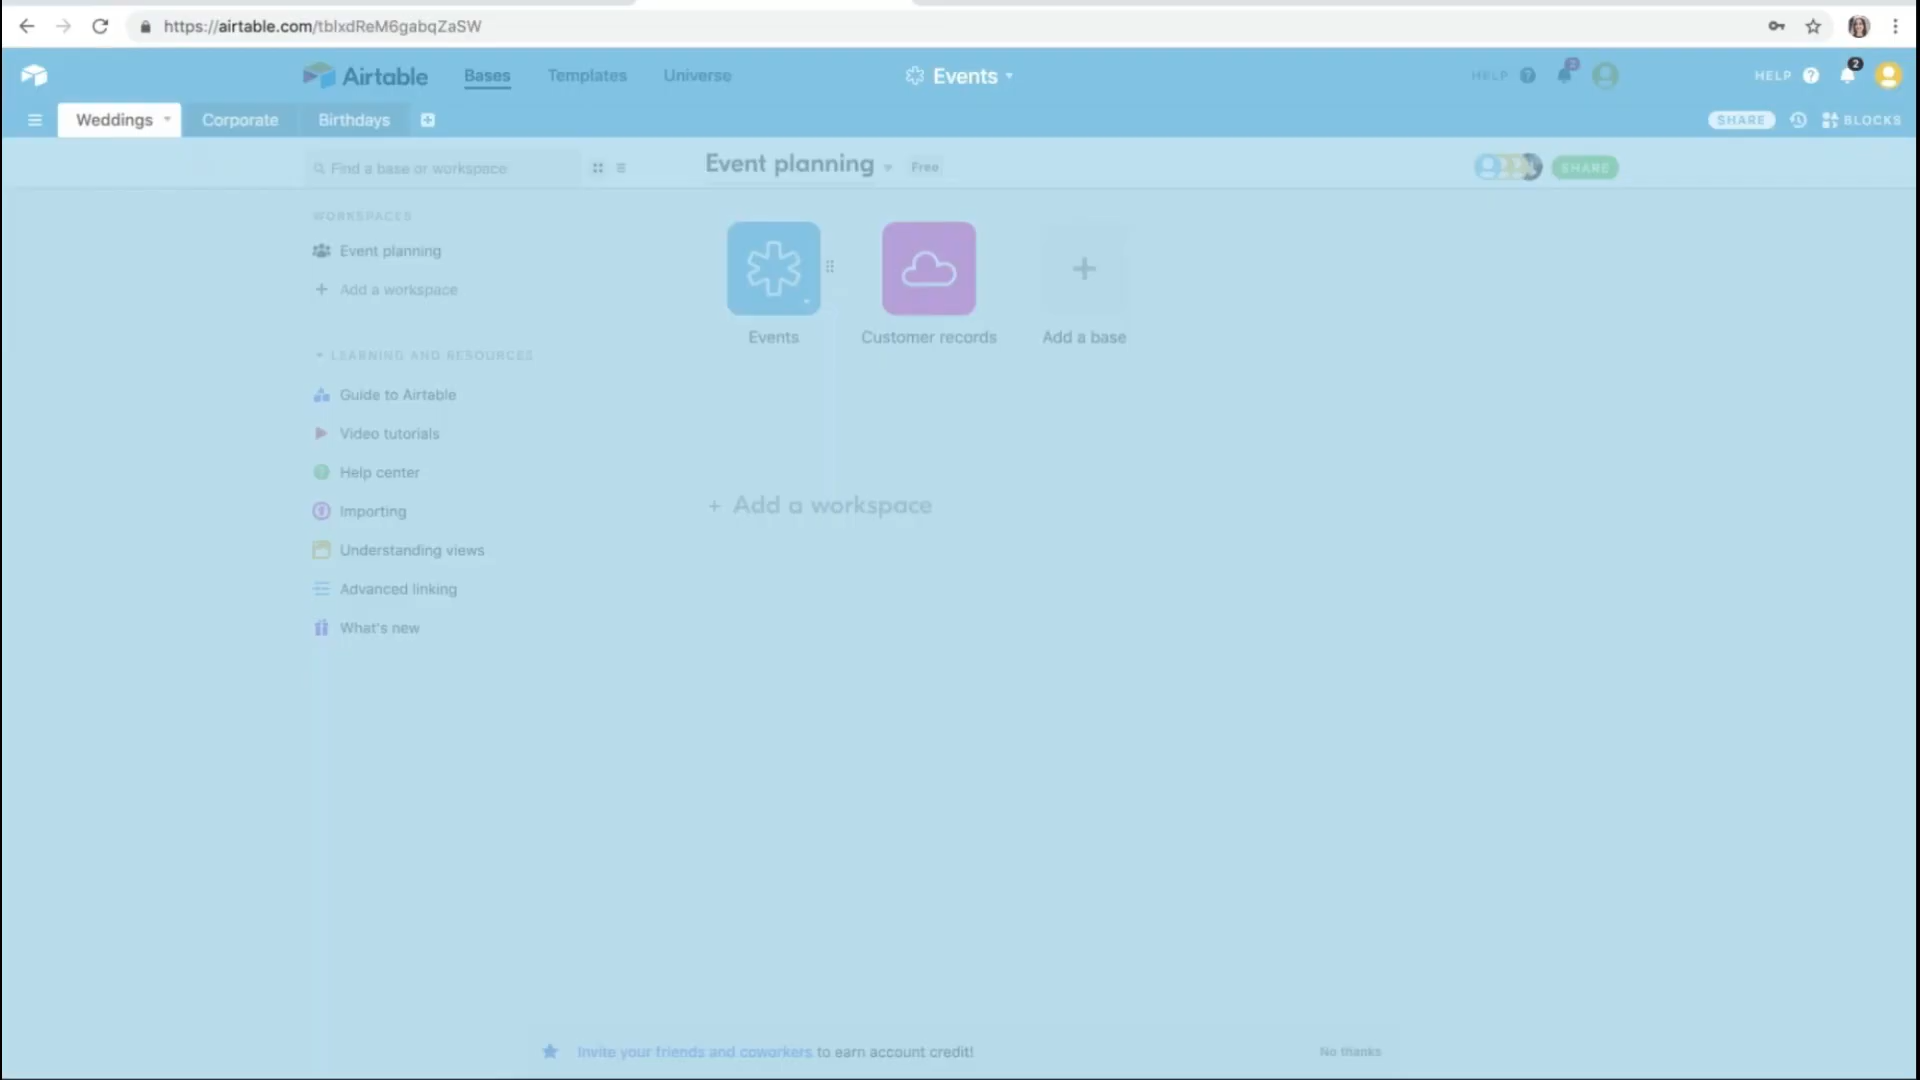 https://airtable.com/tblxdReM6gabqZaSW
Airtable
Bases
Templates
Universe
Events
HELP
HELP
2
Weddings
Corporate
Birthdays
SHARE
BLOCKS
Find a base or workspace
Event planning
Free
SHARE
WORKSPACES
Event planning
+ Add a workspace
Events
Customer records
Add a base
LEARNING AND RESOURCES
Guide to Airtable
Video tutorials
Help center
Importing
+ Add a workspace
Understanding views
Advanced linking
What's new
Invite your friends and coworkers to earn account credit!
No thanks